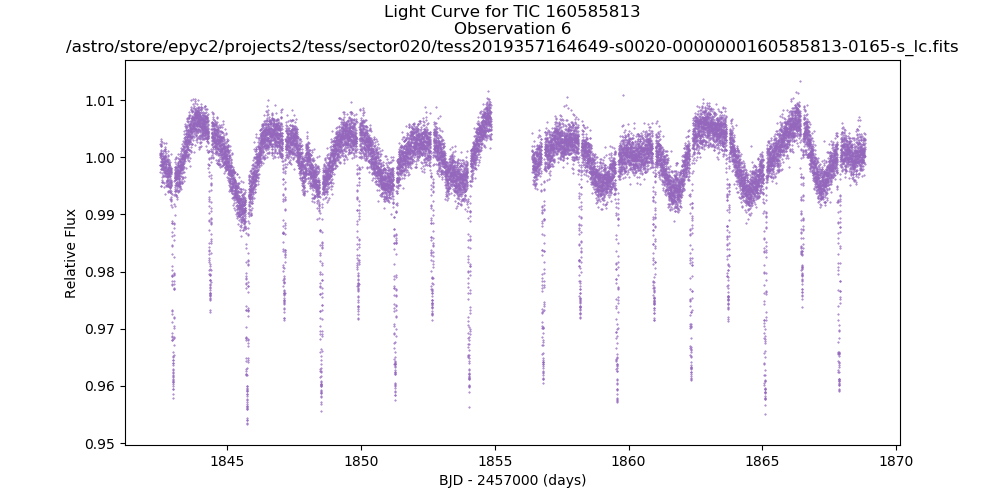 Light Curve for TIC 160585813
Observation 6
/astro/store/epyc2/projects2/tess/sector020/tess2019357164649-s0020-0000000160585813-0165-s_lc.fits
1.01
1.00
0.99
0.98
0.97
0.96
0.95
Relative Flux
1845
1850
1855
1860
1865
1870
BJD - 2457000 (days)